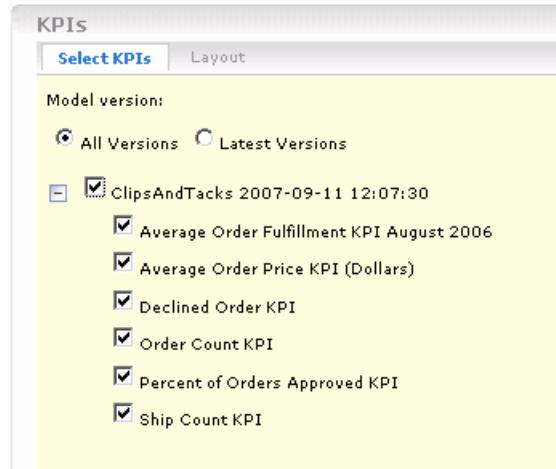 KPIs
Select KPIs Layout
Model version:
All Versions Latest Versions
ClipsAndTacks 2007-09-11 12:07:30
Average Order Fulfillment KPI August 2006
Average Order Price KPI (Dollars)
Declined Order KPI
Order Count KPI
Percent of Orders Approved KPI
Ship Count KPI